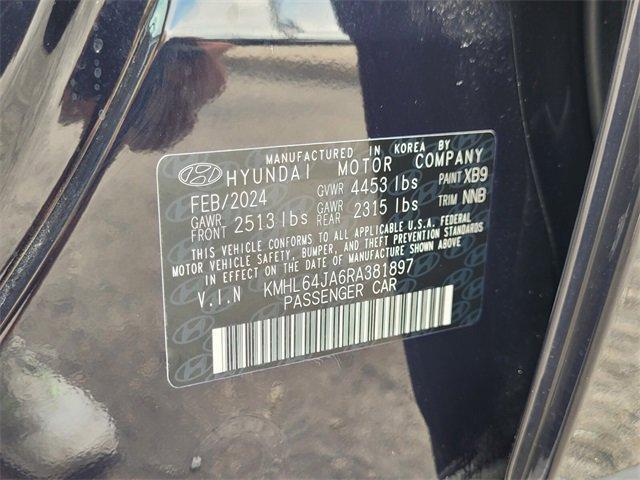 MANUFACTURED IN KOREA BY
HYUNDAI MOTOR COMPANY
FEB/2024 GVWR 4453 lbs PAINT XB9
GAWR FRONT 2513 lbs GAWR REAR 2315 lbs TRIM NNB
THIS VEHICLE CONFORMS TO ALL APPLICABLE U.S.A. FEDERAL
MOTOR VEHICLE SAFETY, BUMPER, AND THEFT PREVENTION STANDARDS
IN EFFECT ON THE DATE OF MANUFACTURE SHOWN ABOVE.
V.I.N KMHL64JA6RA381897
PASSENGER CAR